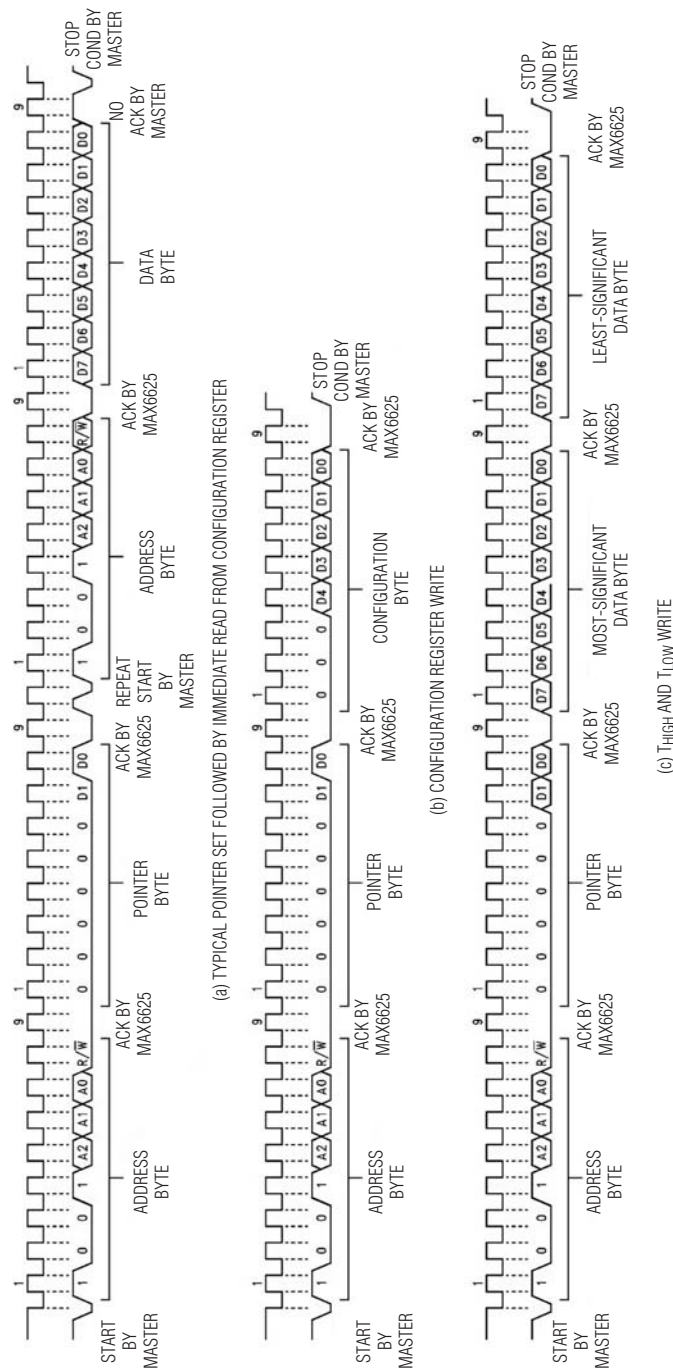 1 9 1 9 1 9 1 9
1 0 0 1 A2 A1 A0 R/W̅ 0 0 0 0 0 0 D1 D0 1 0 0 1 A2 A1 A0 R/W̅ D7 D6 D5 D4 D3 D2 D1 D0
START
BY
MASTER
ADDRESS
BYTE
ACK BY
MAX6625
POINTER
BYTE
ACK BY
MAX6625
REPEAT
START
BY
MASTER
ADDRESS
BYTE
ACK BY
MAX6625
DATA
BYTE
NO
ACK BY
MASTER
STOP
COND BY
MASTER
(a) TYPICAL POINTER SET FOLLOWED BY IMMEDIATE READ FROM CONFIGURATION REGISTER
1 9 1 9 1 9
1 0 0 1 A2 A1 A0 R/W̅ 0 0 0 0 0 0 D1 D0 0 0 0 D4 D3 D2 D1 D0
ADDRESS
BYTE
ACK BY
MAX6625
POINTER
BYTE
ACK BY
MAX6625
CONFIGURATION
BYTE
ACK BY
MAX6625
STOP
COND BY
MASTER
START
BY
MASTER
(b) CONFIGURATION REGISTER WRITE
1 9 1 9 1 9 1 9
1 0 0 1 A2 A1 A0 R/W̅ 0 0 0 0 0 0 D1 D0 D7 D6 D5 D4 D3 D2 D1 D0 D7 D6 D5 D4 D3 D2 D1 D0
START
BY
MASTER
ADDRESS
BYTE
ACK BY
MAX6625
POINTER
BYTE
ACK BY
MAX6625
MOST-SIGNIFICANT
DATA BYTE
ACK BY
MAX6625
LEAST-SIGNIFICANT
DATA BYTE
ACK BY
MAX6625
STOP
COND BY
MASTER
(c) THIGH AND TLOW WRITE